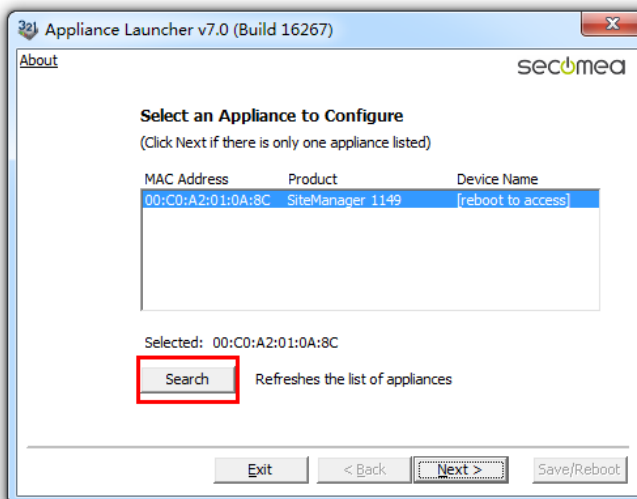 32
Appliance Launcher v7.0 (Build 16267)
About
secomea
Select an Appliance to Configure
(Click Next if there is only one appliance listed)
MAC Address Product Device Name
00:C0:A2:01:0A:8C SiteManager 1149 [reboot to access]
Selected: 00:C0:A2:01:0A:8C
Search Refreshes the list of appliances
Exit < Back Next > Save/Reboot